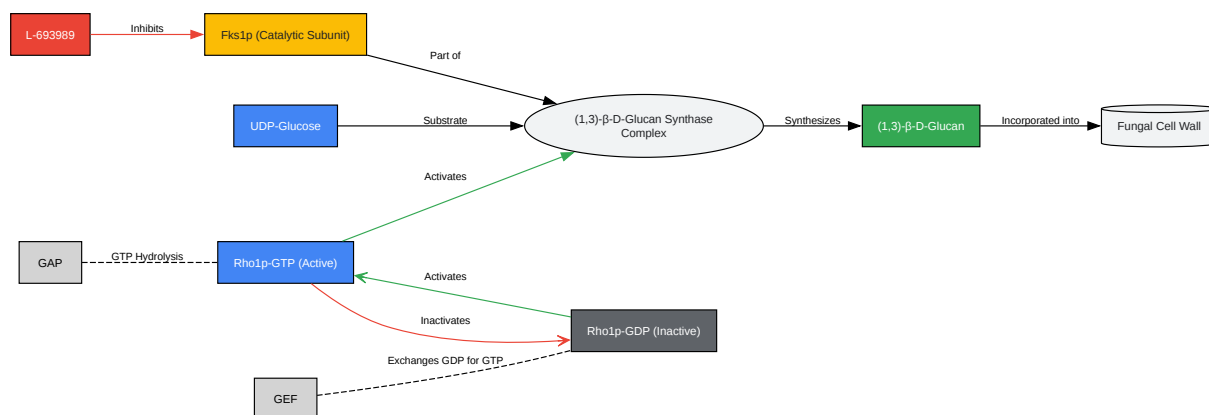 L-693989
Inhibits
Fks1p (Catalytic Subunit)
Part of
UDP-Glucose
Substrate
(1,3)-β-D-Glucan Synthase
Complex
Synthesizes
(1,3)-β-D-Glucan
Incorporated into
Fungal Cell Wall
Activates
GAP
GTP Hydrolysis
Rho1p-GTP (Active)
Activates
Inactivates
Rho1p-GDP (Inactive)
Exchanges GDP for GTP
GEF